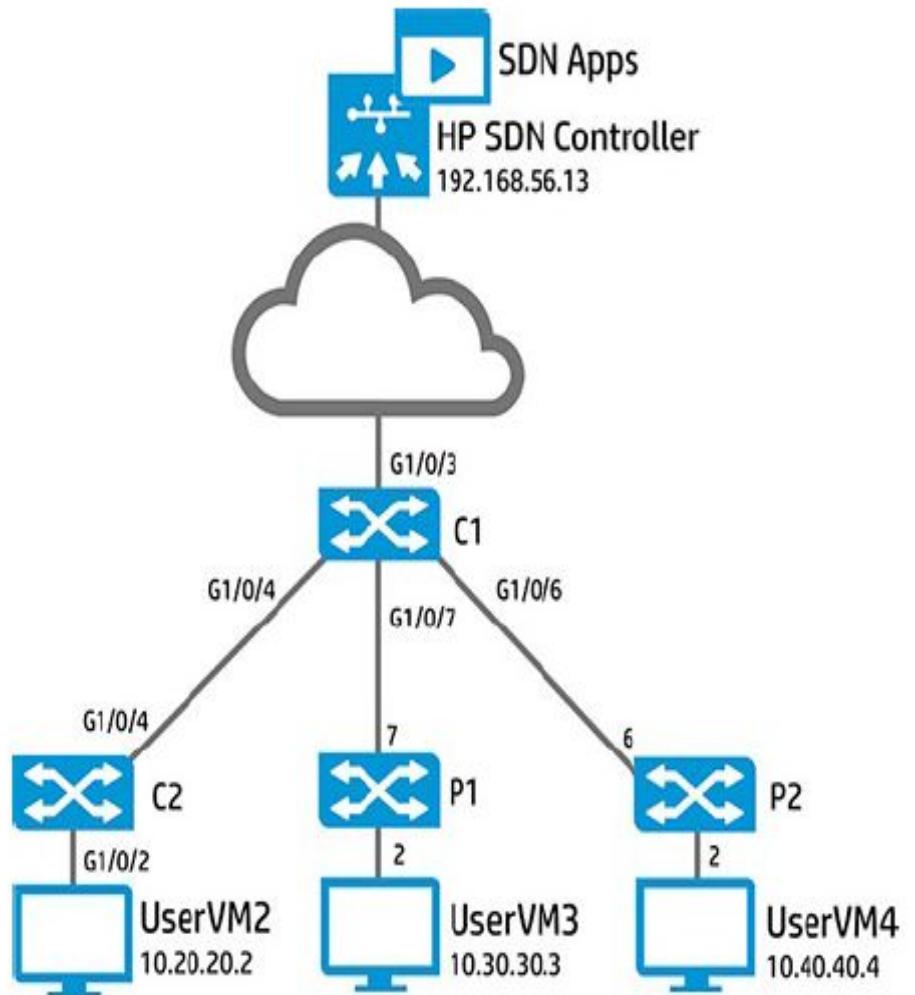 SDN Apps
HP SDN Controller
192.168.56.13
G1/0/3
C1
G1/0/4
G1/0/7
G1/0/6
G1/0/4
7
6
C2
P1
P2
G1/0/2
2
2
UserVM2
10.20.20.2
UserVM3
10.30.30.3
UserVM4
10.40.40.4